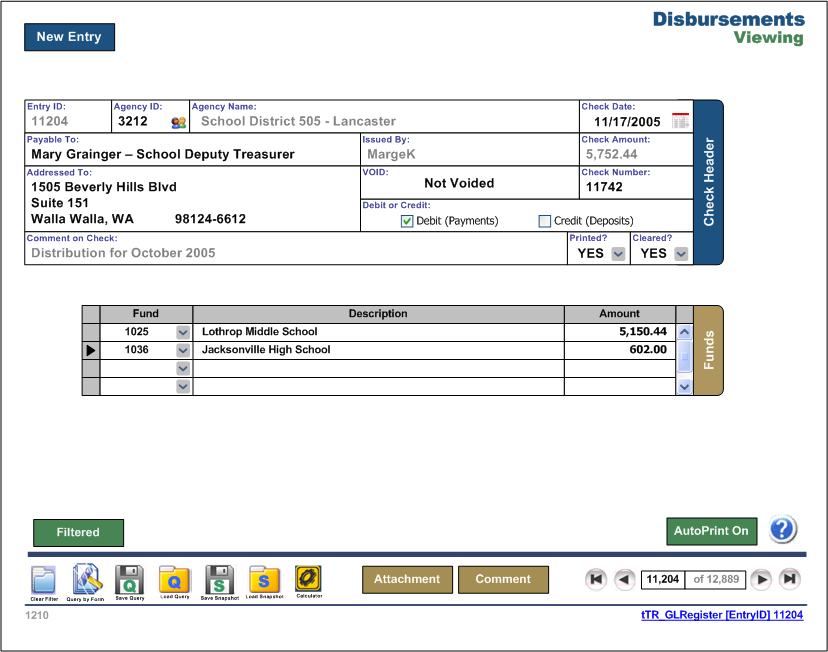 Disbursements
Viewing
New Entry
Entry ID: Agency ID: Agency Name: Check Date:
11204 3212 School District 505 - Lancaster 11/17/2005
Payable To: Issued By: Check Amount:
Mary Grainger – School Deputy Treasurer MargeK 5,752.44
Addressed To: VOID: Check Number:
1505 Beverly Hills Blvd Not Voided 11742
Suite 151 Debit or Credit:
Walla Walla, WA 98124-6612 Debit (Payments) Credit (Deposits)
Comment on Check: Printed? Cleared?
Distribution for October 2005 YES YES
Check Header
Fund Description Amount
1025 Lothrop Middle School 5,150.44
1036 Jacksonville High School 602.00
Funds
Filtered AutoPrint On ?
Q Q S S
Clear Filter Query by Form Save Query Load Query Save Snapshot Load Snapshot Calculator
Attachment Comment 11,204 of 12,889
1210 tTR_GLRegister [EntryID] 11204